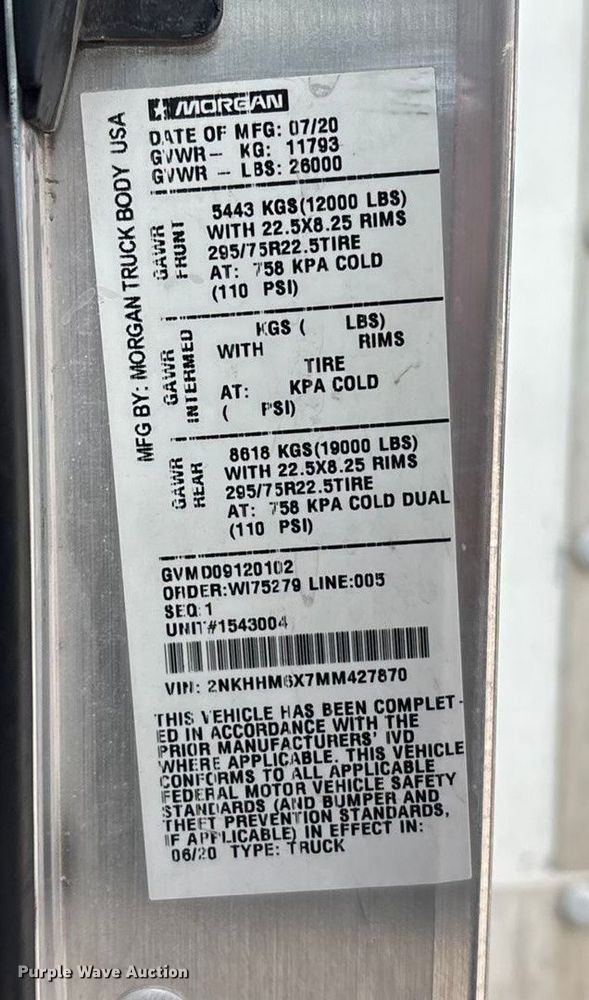 MORGAN
MFG BY: MORGAN TRUCK BODY USA
DATE OF MFG: 07/20
GVWR - KG: 11793
GVWR - LBS: 26000
GAWR
FRUNT
5443 KGS(12000 LBS)
WITH 22.5X8.25 RIMS
295/75R22.5TIRE
AT: 758 KPA COLD
(110 PSI)
GAWR
INTERMED
KGS ( LBS)
WITH RIMS
TIRE
AT: KPA COLD
( PSI)
GAWR
REAR
8618 KGS(19000 LBS)
WITH 22.5X8.25 RIMS
295/75R22.5TIRE
AT: 758 KPA COLD DUAL
(110 PSI)
GVMD09120102
ORDER:WI75279 LINE:005
SEQ:1
UNIT#1543004
VIN: 2NKHHM6X7MM427870
THIS VEHICLE HAS BEEN COMPLET-
ED IN ACCORDANCE WITH THE
PRIOR MANUFACTURERS' IVD
WHERE APPLICABLE. THIS VEHICLE
CONFORMS TO ALL APPLICABLE
FEDERAL MOTOR VEHICLE SAFETY
STANDARDS (AND BUMPER AND
THEFT PREVENTION STANDARDS,
IF APPLICABLE) IN EFFECT IN:
06/20 TYPE: TRUCK
Purple Wave Auction